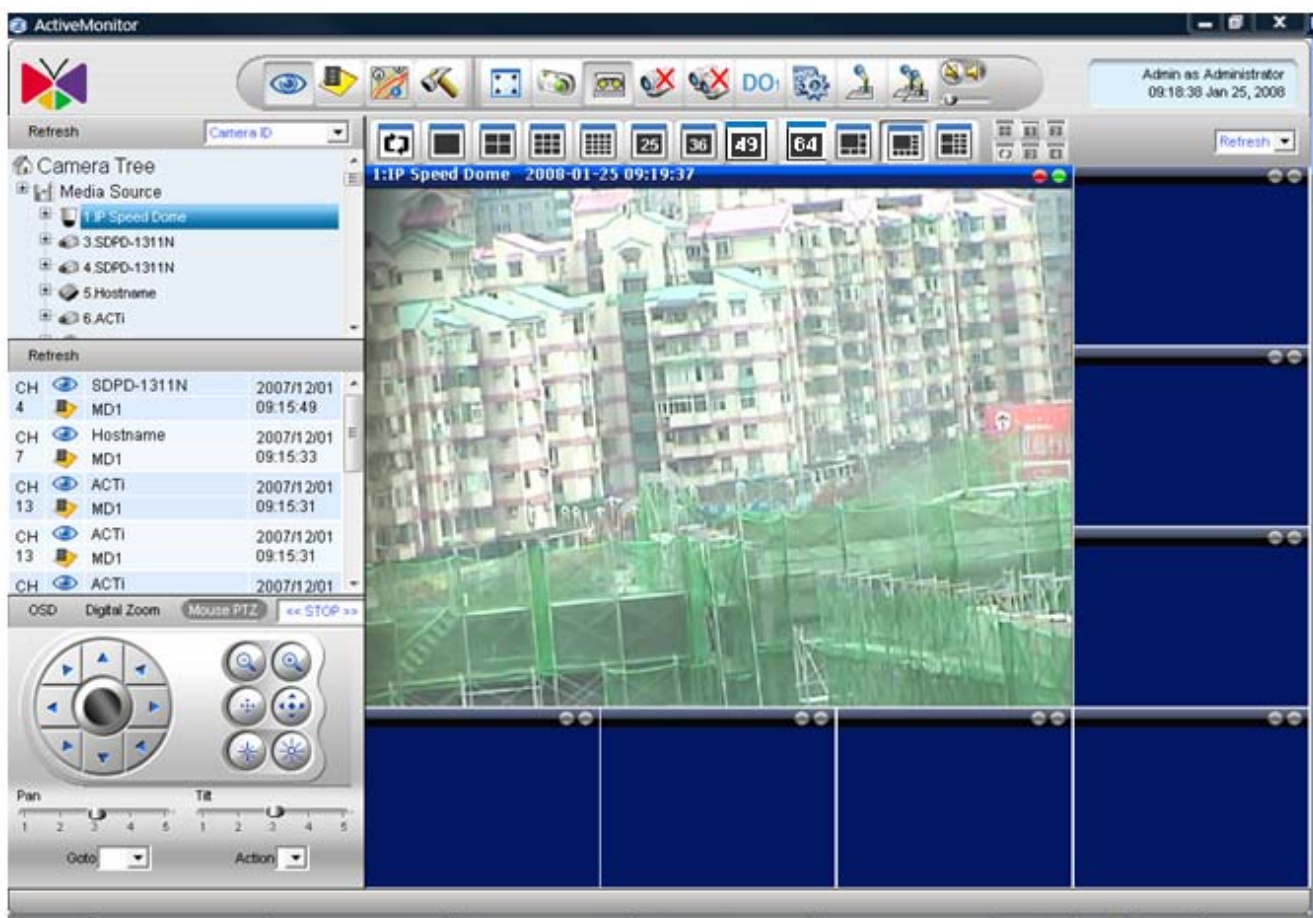 ActiveMonitor
Admin as Administrator
09:18:38 Jan 25, 2008
DO
Refresh
Camera ID
25
36
49
64
Refresh
Camera Tree
Media Source
1.IP Speed Dome
3.SDPD-1311N
4.SDPD-1311N
5.Hostname
6.ACTi
1:IP Speed Dome 2008-01-25 09:19:37
Refresh
CH 4 SDPD-1311N 2007/12/01
MD1 09:15:49
CH 7 Hostname 2007/12/01
MD1 09:15:33
CH 13 ACTi 2007/12/01
MD1 09:15:31
CH 13 ACTi 2007/12/01
MD1 09:15:31
CH ACTi 2007/12/01
OSD Digital Zoom Mouse PTZ << STOP >>
Pan Tilt
1 2 3 4 5 1 2 3 4 5
Goto Action